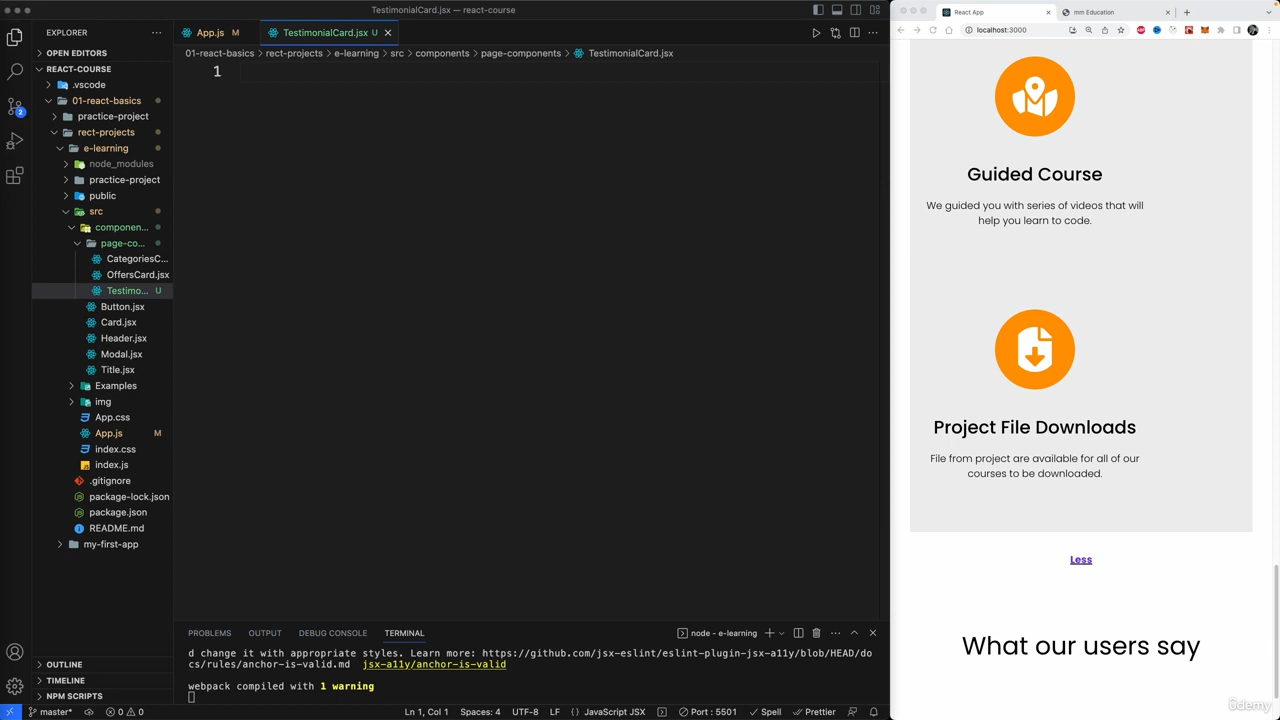 TestimonialCard.jsx — react-course
EXPLORER
OPEN EDITORS
REACT-COURSE
.vscode
01-react-basics
practice-project
rect-projects
e-learning
node_modules
practice-project
public
src
componen...
page-co...
CategoriesC...
OffersCard.jsx
Testimo... U
Button.jsx
Card.jsx
Header.jsx
Modal.jsx
Title.jsx
Examples
img
App.css
App.js M
index.css
index.js
.gitignore
package-lock.json
package.json
README.md
my-first-app
OUTLINE
TIMELINE
NPM SCRIPTS
2
App.js M
TestimonialCard.jsx U
01-react-basics > rect-projects > e-learning > src > components > page-components > TestimonialCard.jsx
1
PROBLEMS OUTPUT DEBUG CONSOLE TERMINAL
node - e-learning
d change it with appropriate styles. Learn more: https://github.com/jsx-eslint/eslint-plugin-jsx-a11y/blob/HEAD/do
cs/rules/anchor-is-valid.md jsx-a11y/anchor-is-valid
webpack compiled with 1 warning
master* 0 0 Ln 1, Col 1 Spaces: 4 UTF-8 LF {} JavaScript JSX Port : 5501 Spell Prettier
React App
mm Education
localhost:3000
Guided Course
We guided you with series of videos that will
help you learn to code.
Project File Downloads
File from project are available for all of our
courses to be downloaded.
Less
What our users say
ûdemy